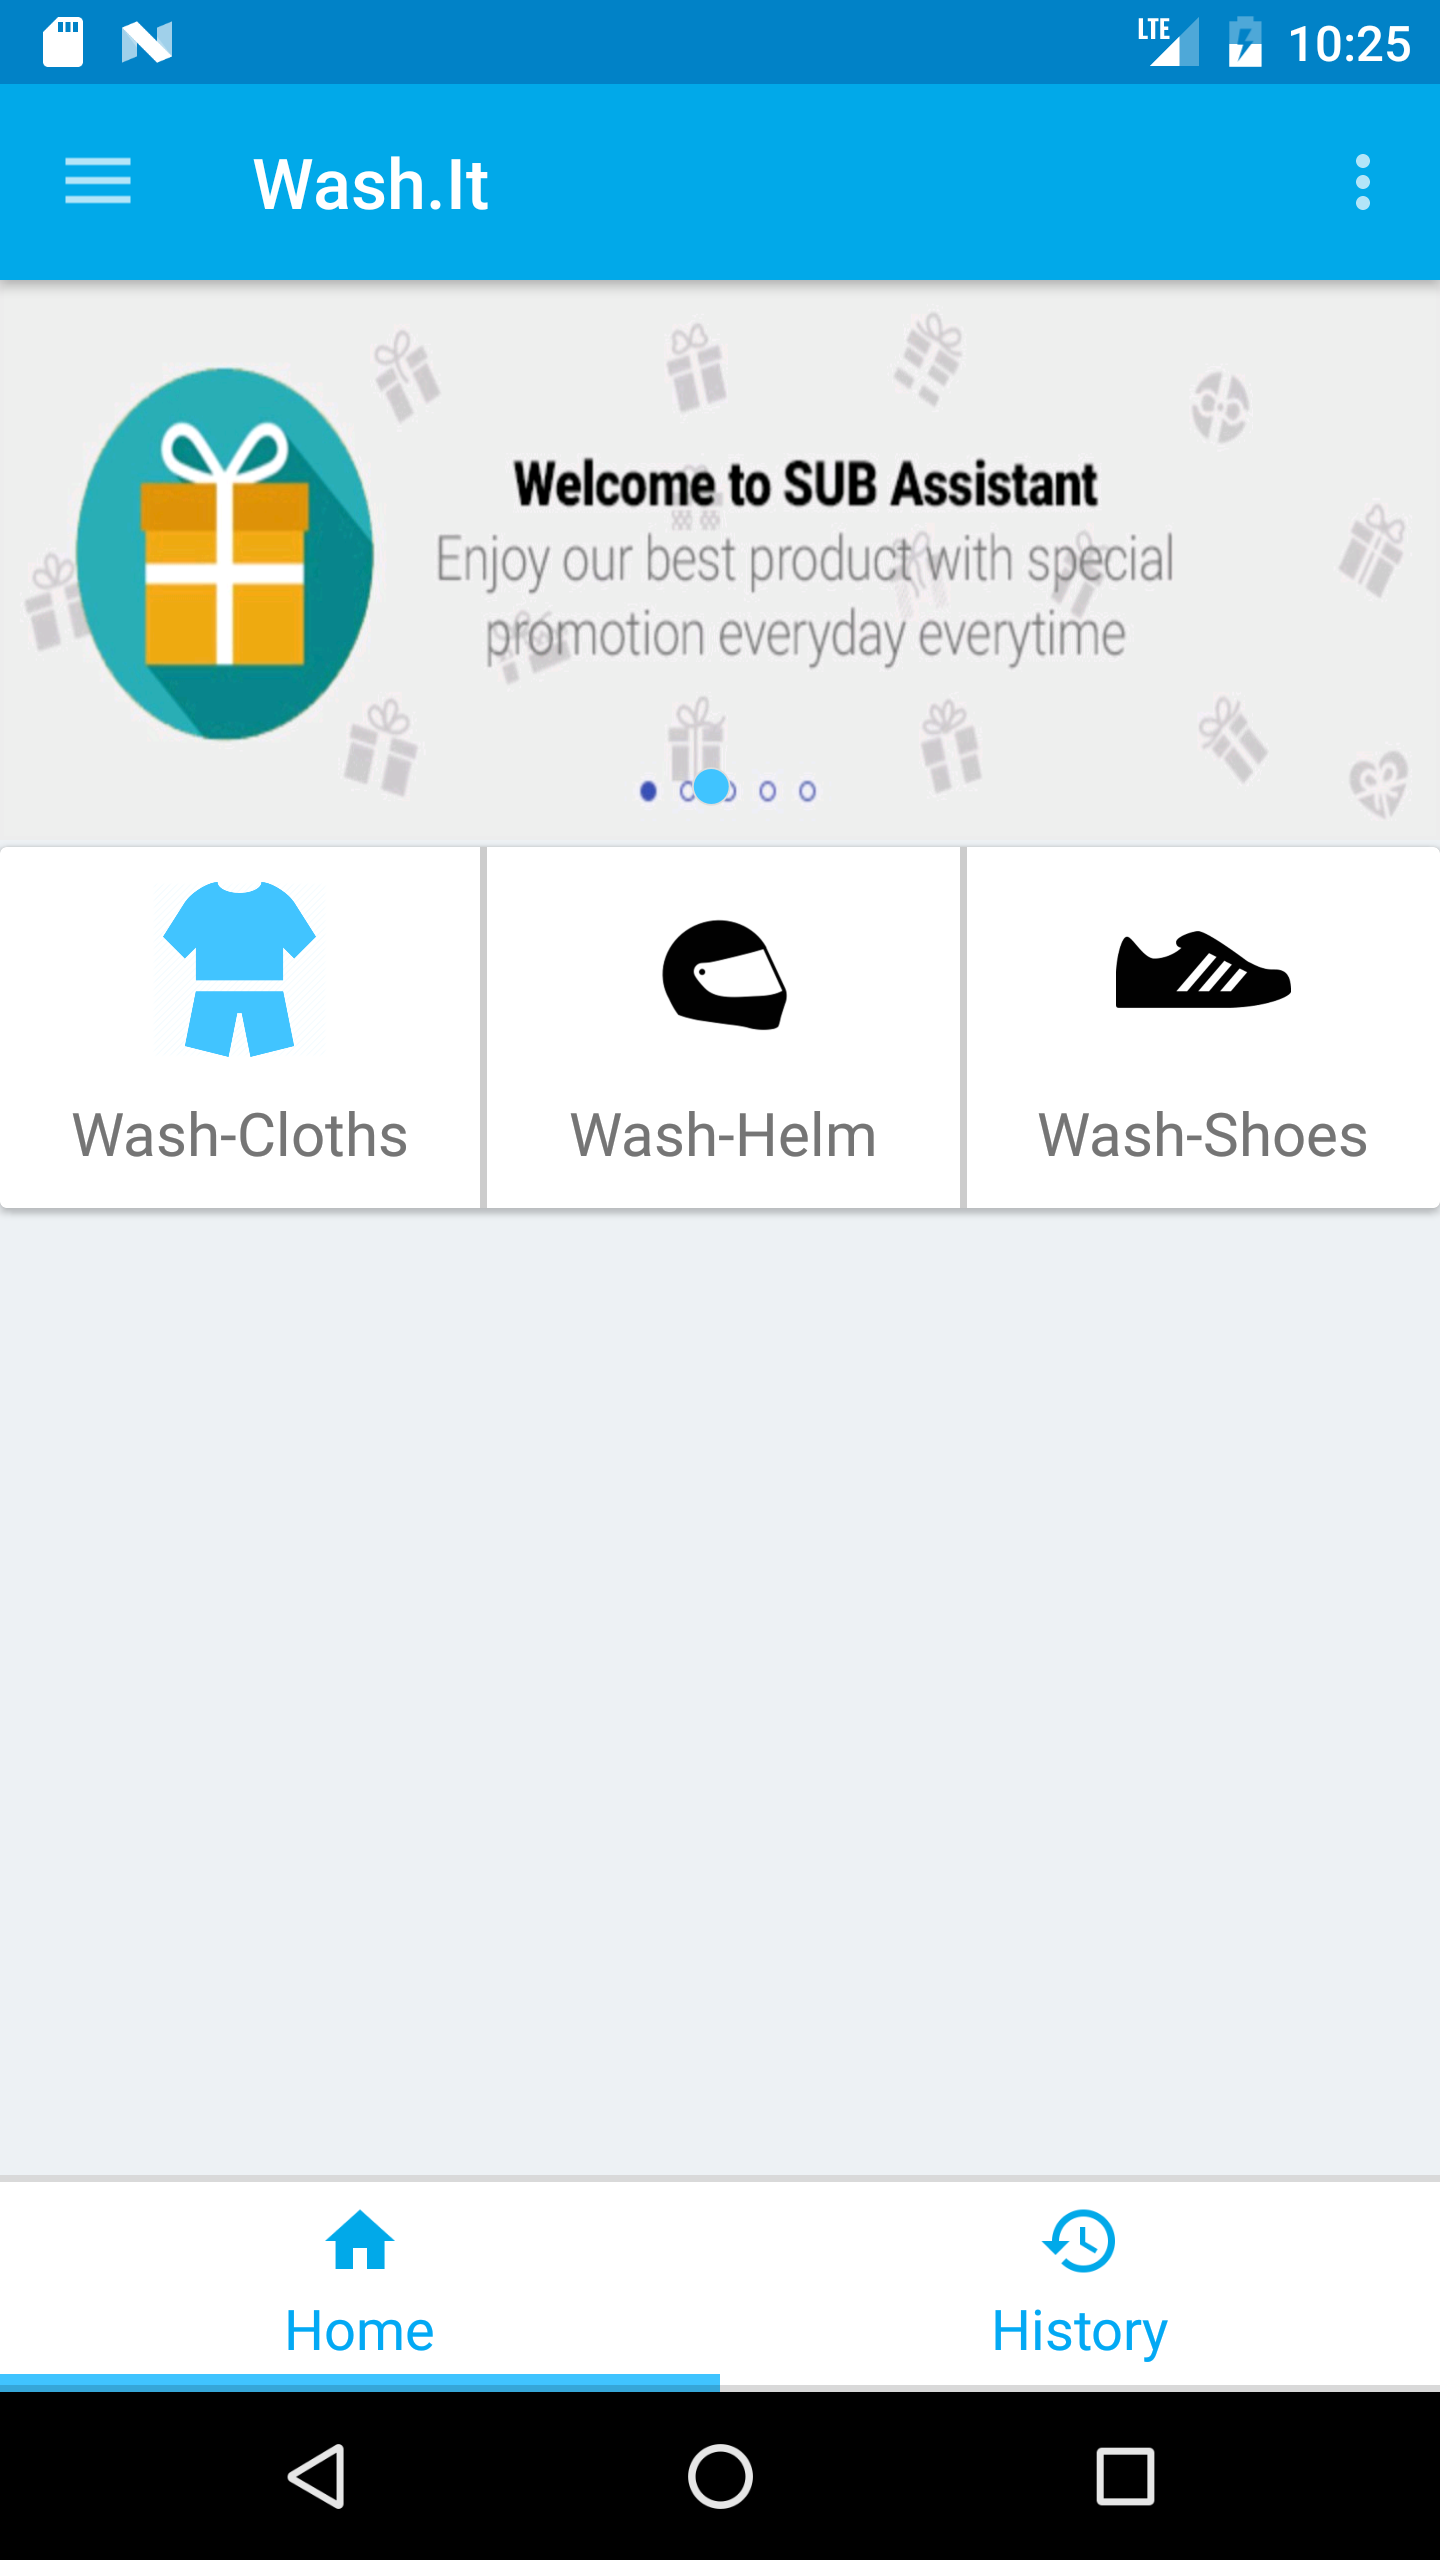 LTE 10:25
Wash.It
Welcome to SUB Assistant
Enjoy our best product with special
promotion everyday everytime
Wash-Cloths
Wash-Helm
Wash-Shoes
Home
History